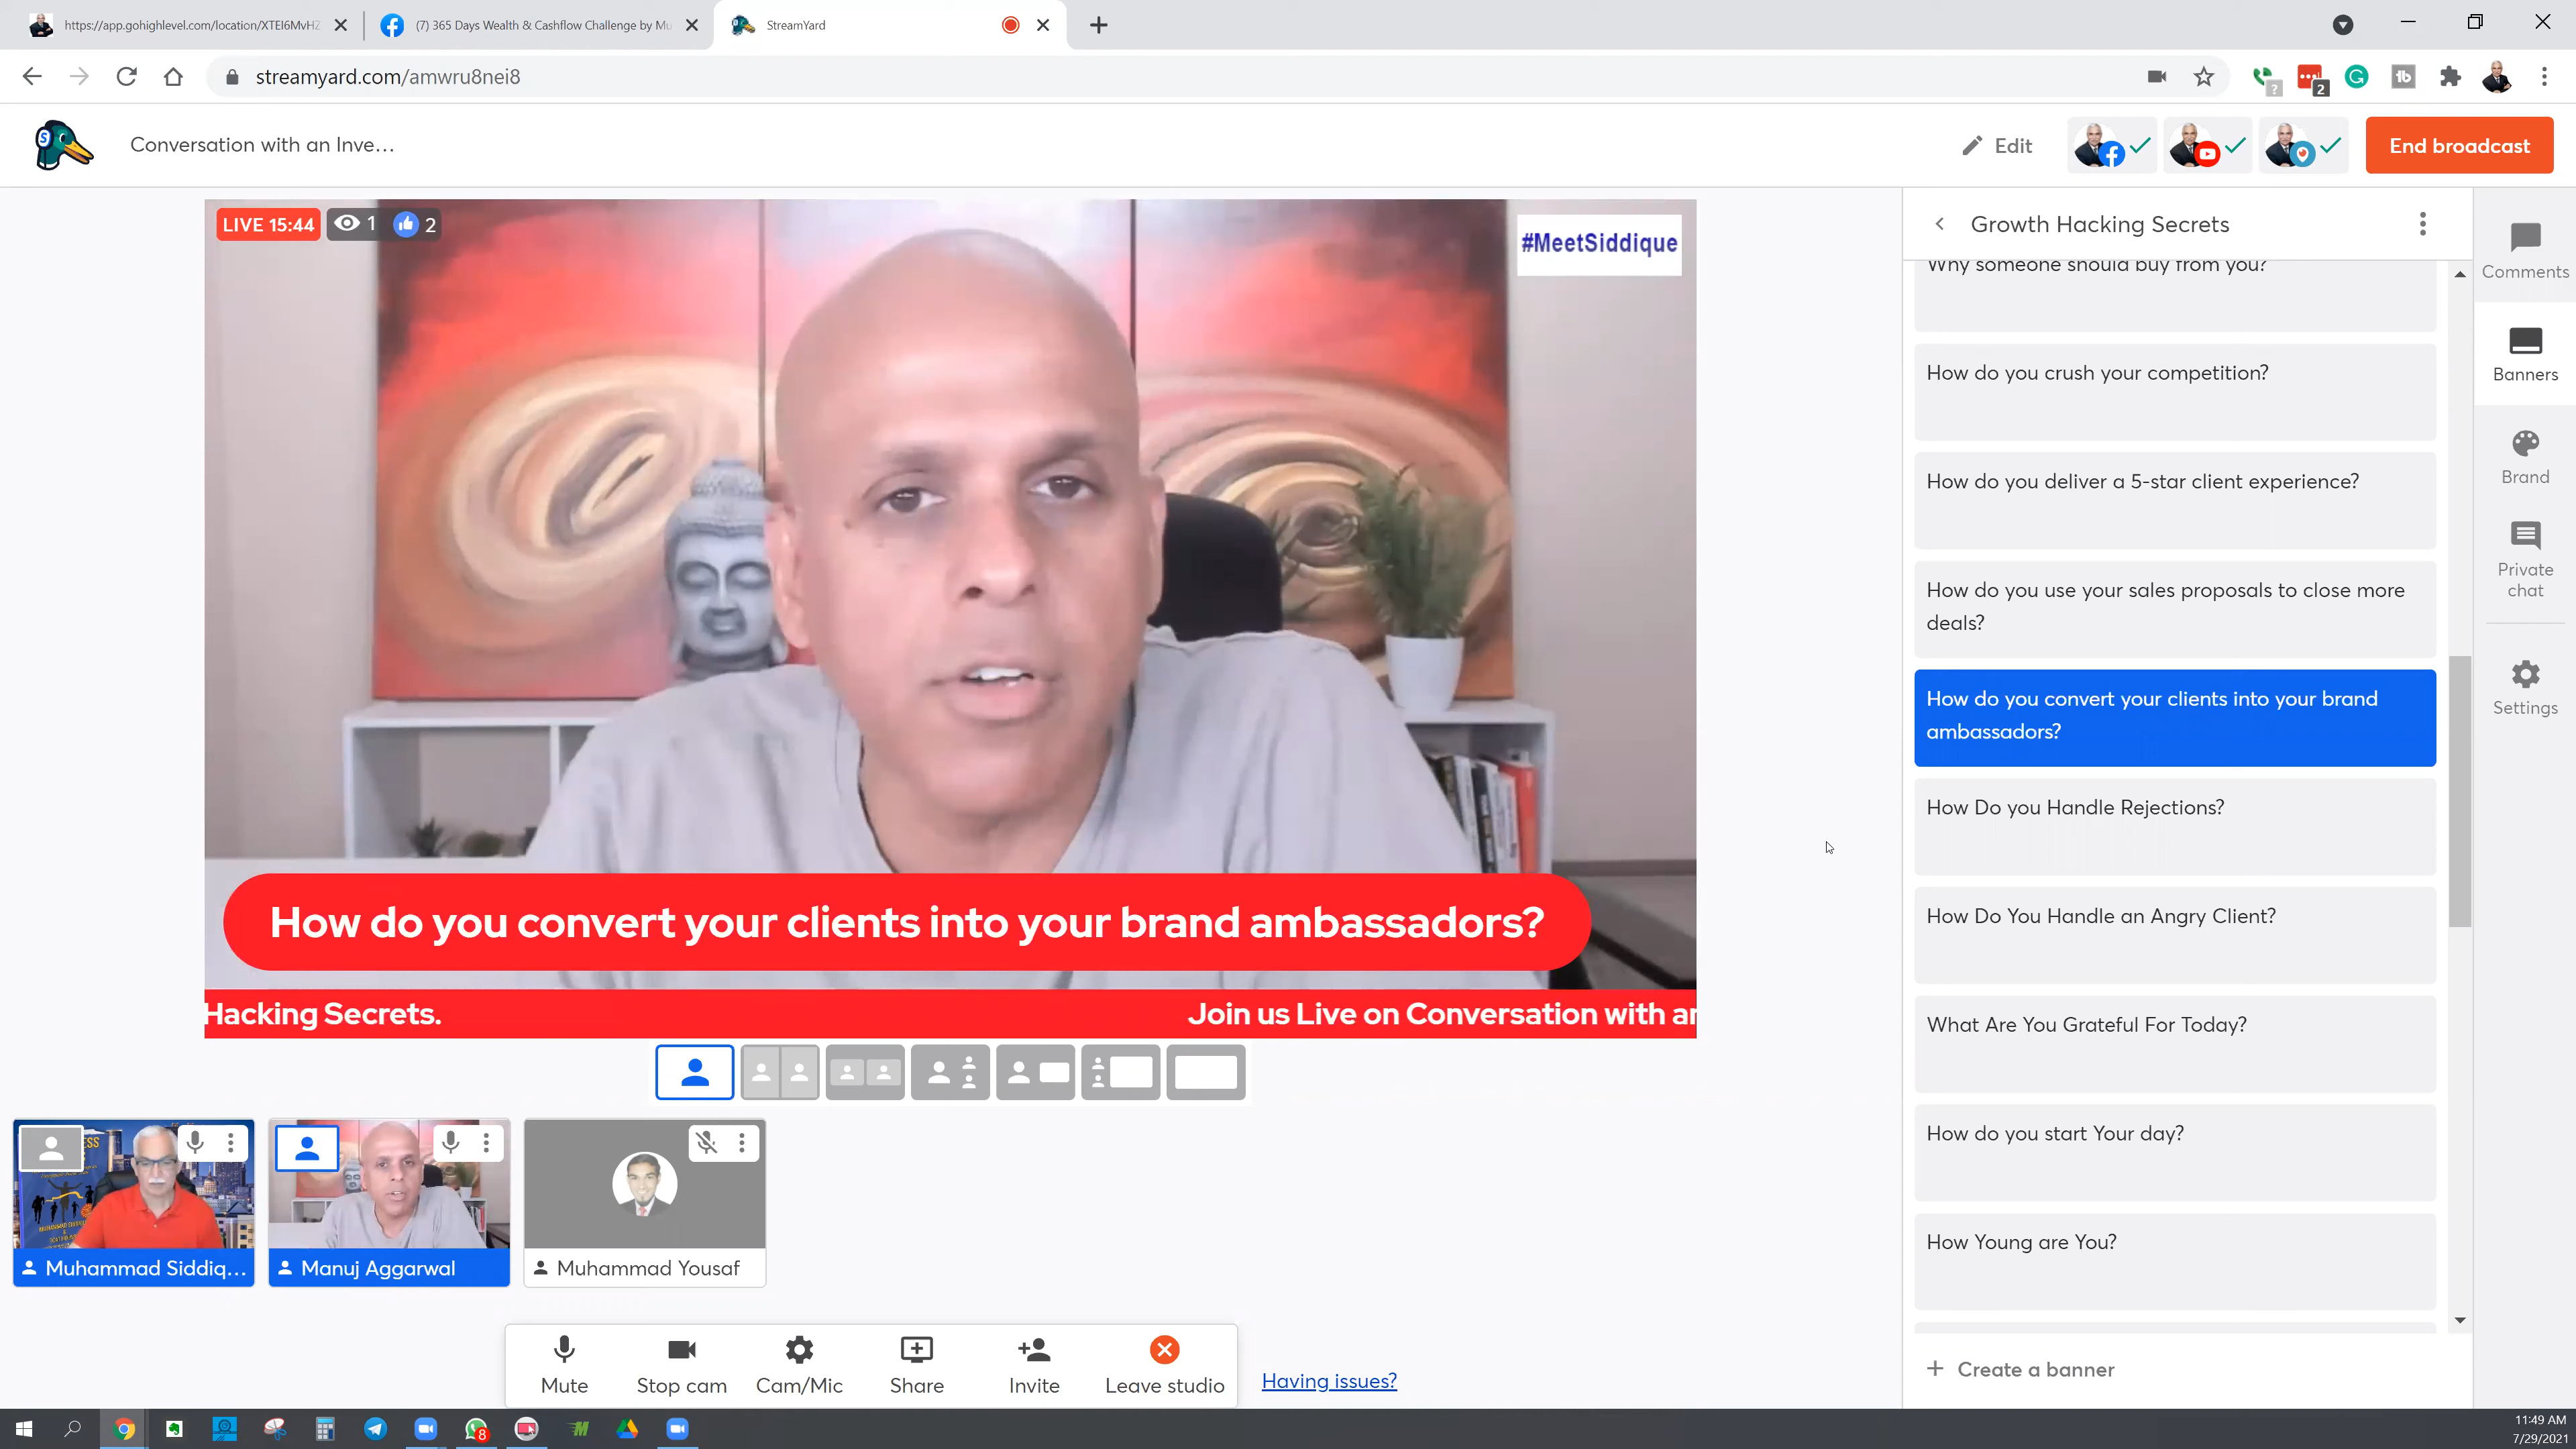 https://app.gohighlevel.com/location/XTEI6MvHZ
(7) 365 Days Wealth & Cashflow Challenge by Mu
StreamYard
streamyard.com/amwru8nei8
2
Conversation with an Inve...
Edit
End broadcast
LIVE 15:44
1
2
#MeetSiddique
How do you convert your clients into your brand ambassadors?
Hacking Secrets.
Join us Live on Conversation with an
Muhammad Siddiq...
Manuj Aggarwal
Muhammad Yousaf
Mute
Stop cam
Cam/Mic
Share
Invite
Leave studio
Having issues?
Growth Hacking Secrets
Why someone should buy from you?
How do you crush your competition?
How do you deliver a 5-star client experience?
How do you use your sales proposals to close more
deals?
How do you convert your clients into your brand
ambassadors?
How Do you Handle Rejections?
How Do You Handle an Angry Client?
What Are You Grateful For Today?
How do you start Your day?
How Young are You?
Create a banner
Comments
Banners
Brand
Private
chat
Settings
8
11:49 AM
7/29/2021